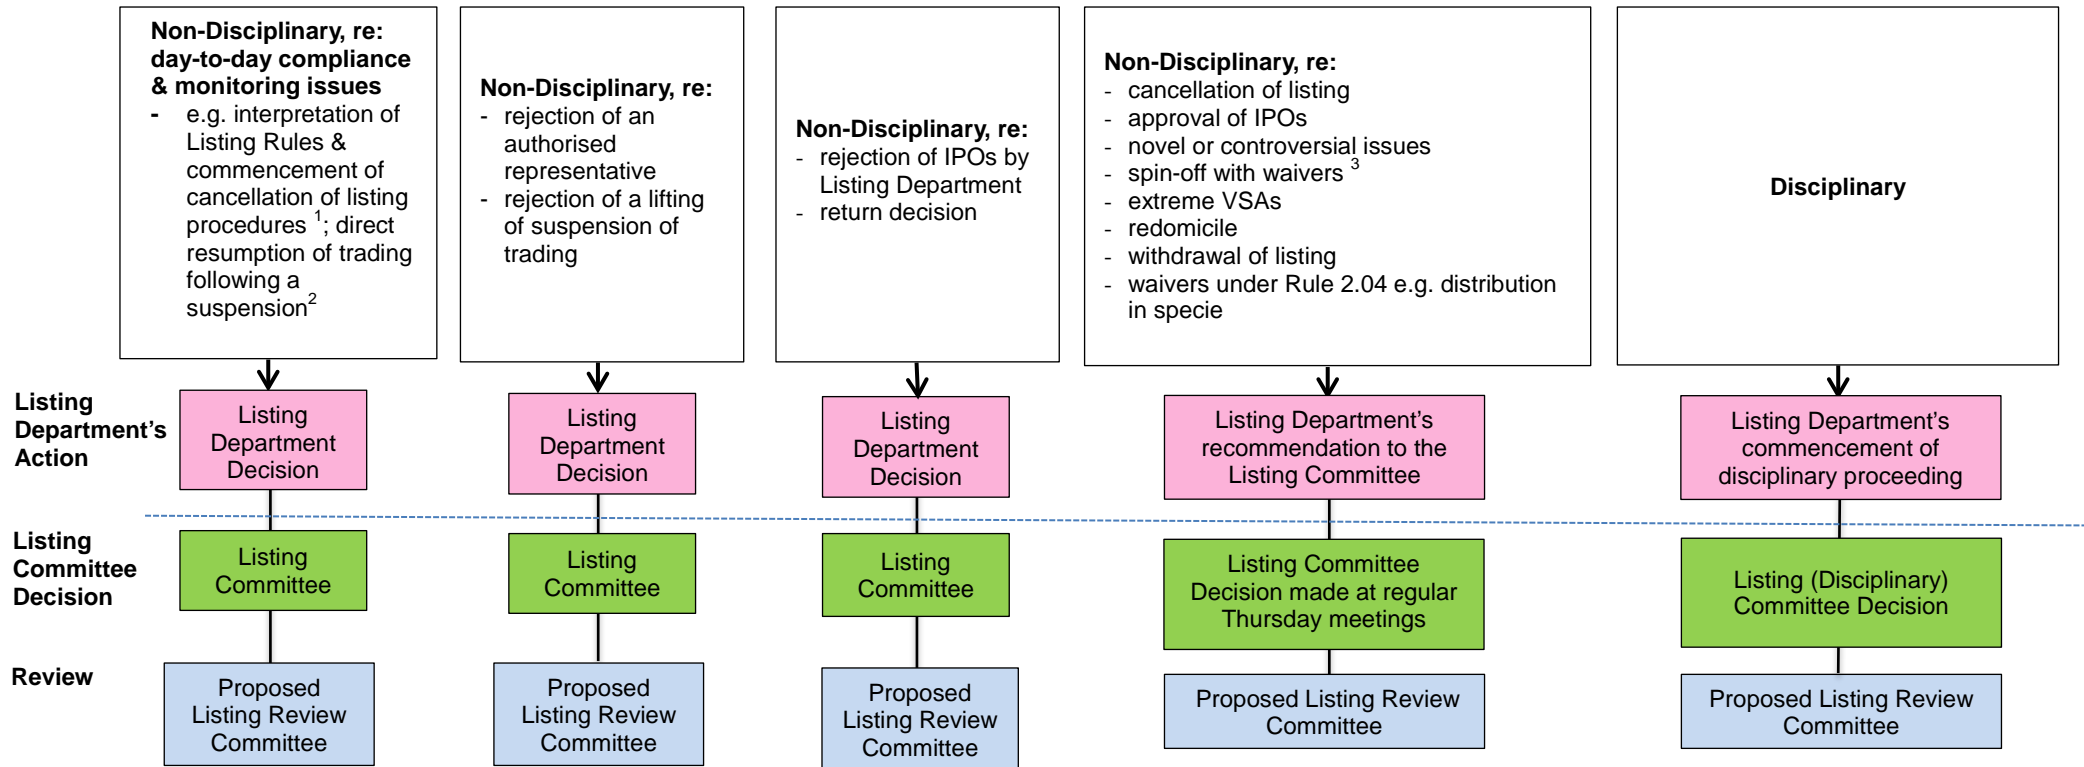 Non-Disciplinary, re:
day-to-day compliance
& monitoring issues
- e.g. interpretation of
Listing Rules &
commencement of
cancellation of listing
procedures 1; direct
resumption of trading
following a
suspension2
Non-Disciplinary, re:
- rejection of an
authorised
representative
- rejection of a lifting
of suspension of
trading
Non-Disciplinary, re:
- rejection of IPOs by
Listing Department
- return decision
Non-Disciplinary, re:
- cancellation of listing
- approval of IPOs
- novel or controversial issues
- spin-off with waivers 3
- extreme VSAs
- redomicile
- withdrawal of listing
- waivers under Rule 2.04 e.g. distribution
in specie
Disciplinary
Listing
Department's
Action
Listing
Department
Decision
Listing
Department
Decision
Listing
Department
Decision
Listing Department's
recommendation to the
Listing Committee
Listing Department's
commencement of
disciplinary proceeding
Listing
Committee
Decision
Listing
Committee
Listing
Committee
Listing
Committee
Listing Committee
Decision made at regular
Thursday meetings
Listing (Disciplinary)
Committee Decision
Review
Proposed
Listing Review
Committee
Proposed
Listing Review
Committee
Proposed
Listing Review
Committee
Proposed Listing Review
Committee
Proposed Listing Review
Committee